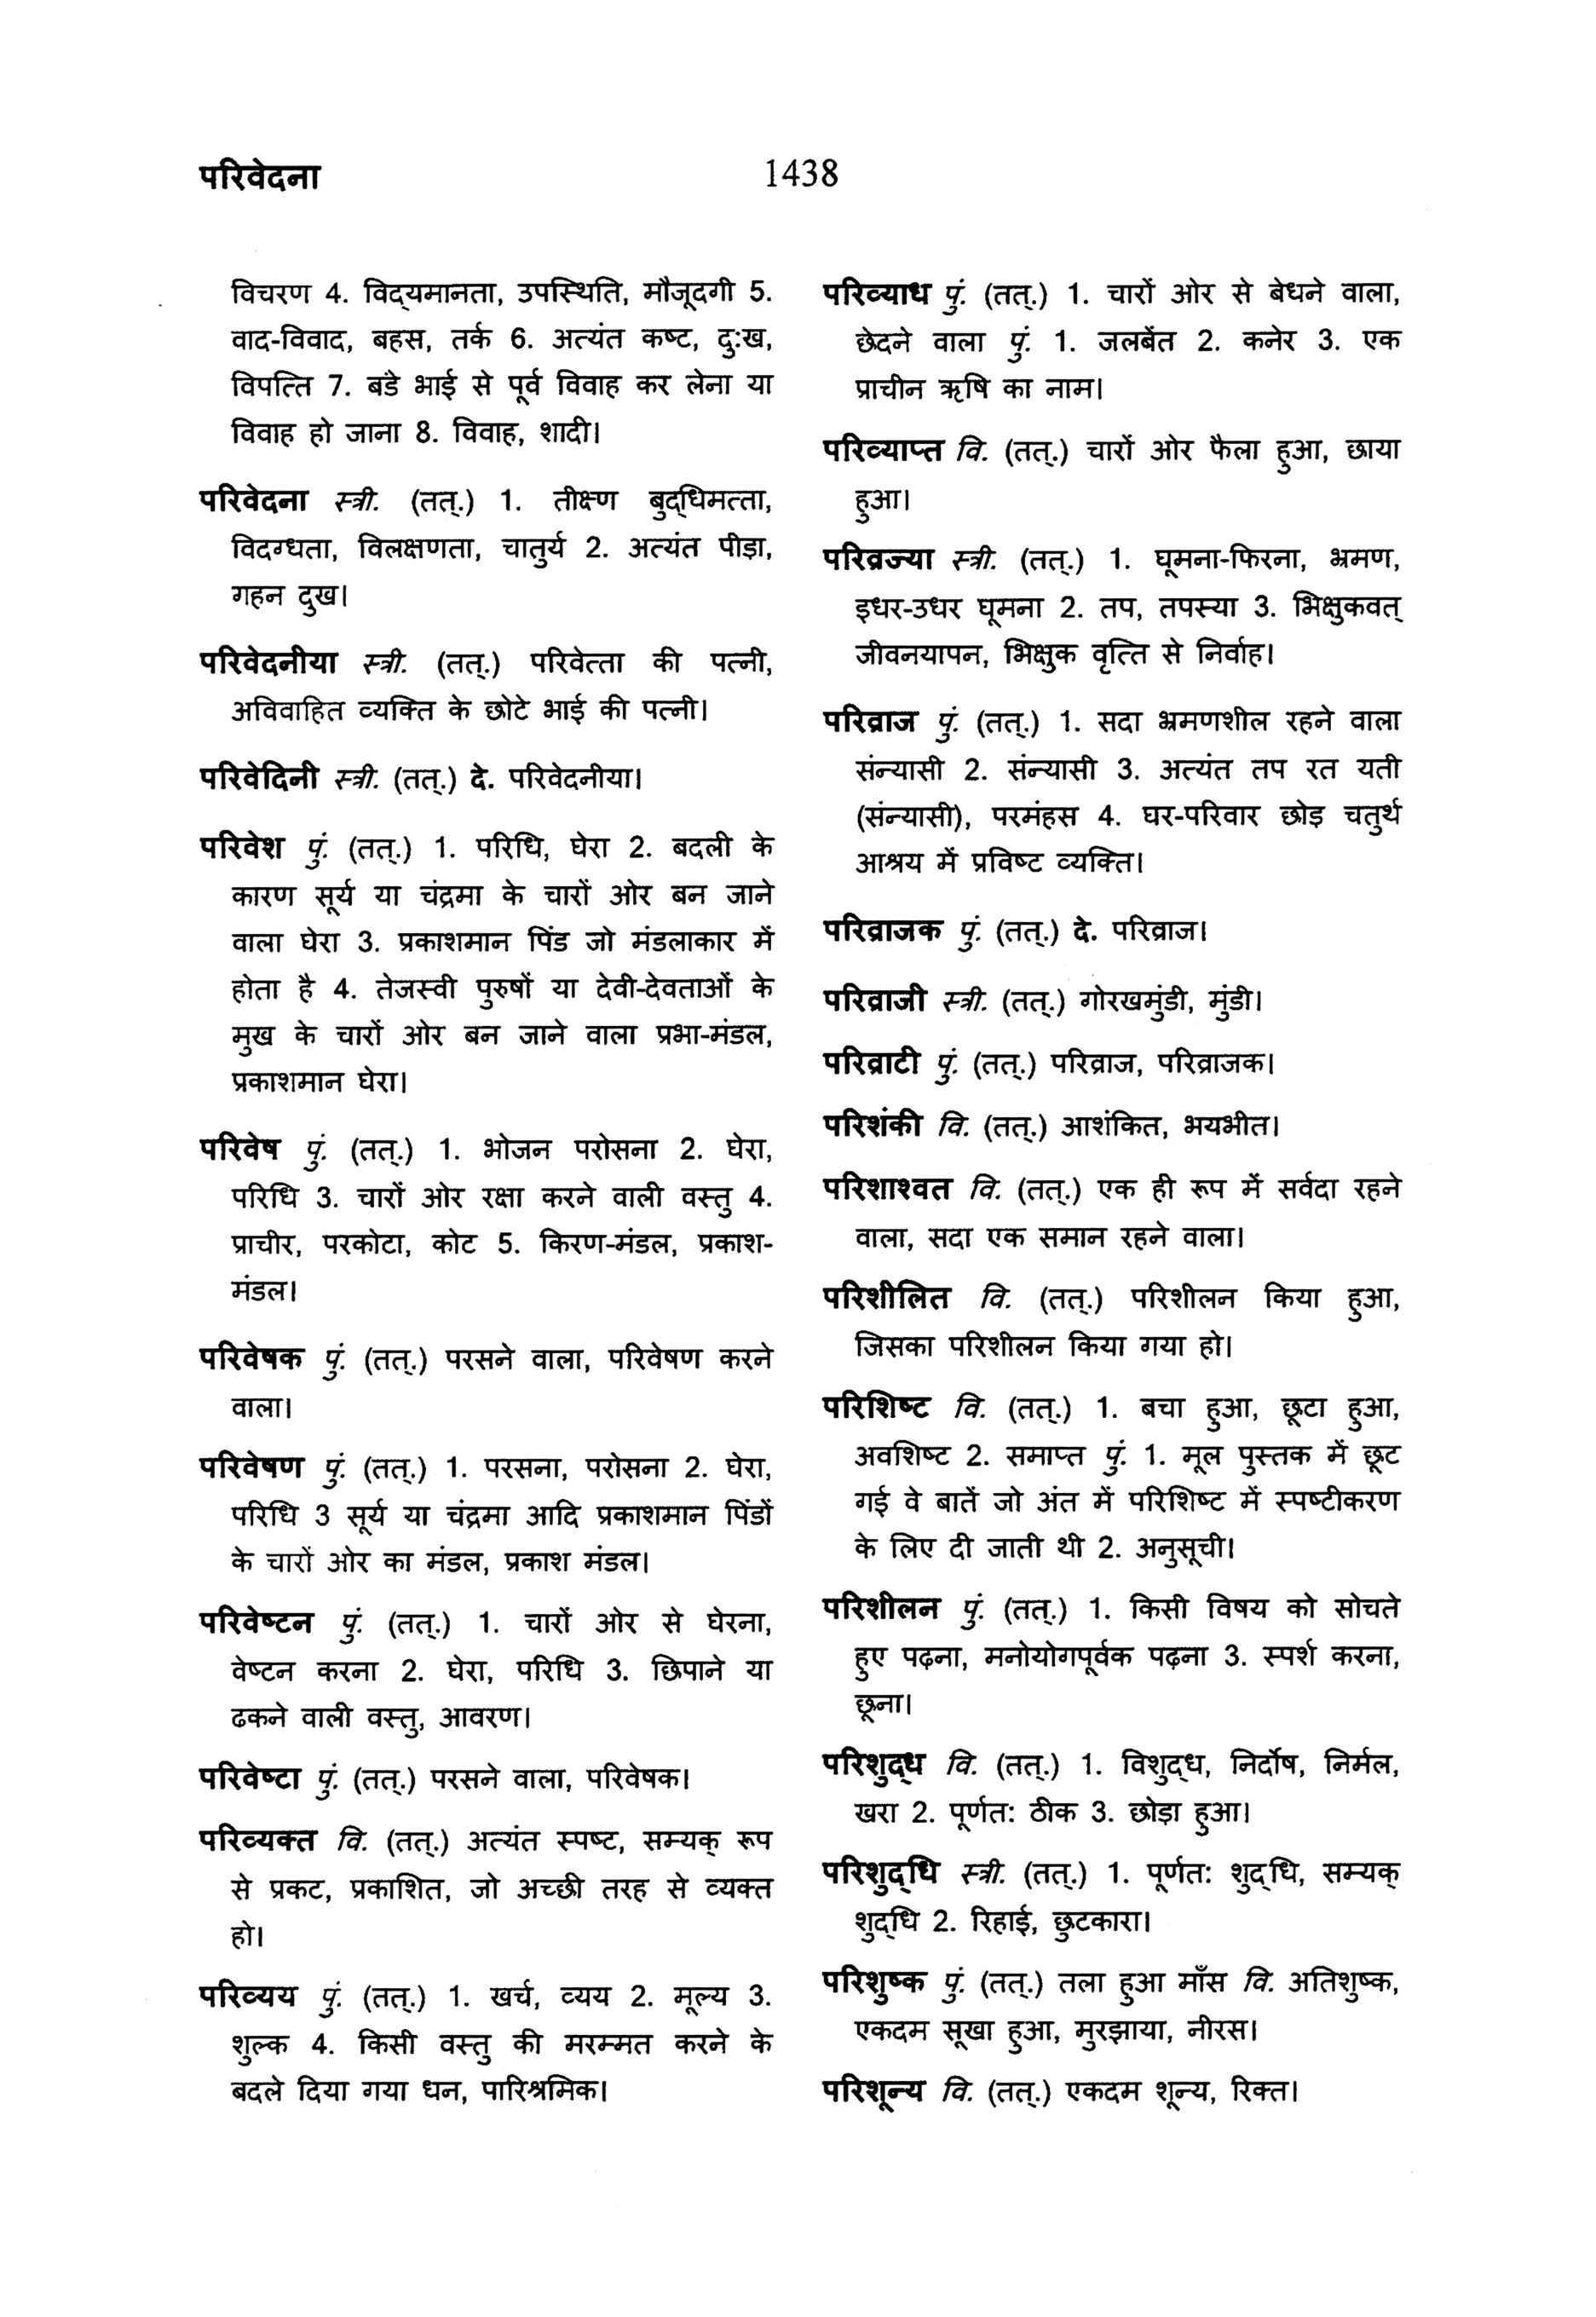 परिवेदना
1438
विचरण 4. विद्यमानता, उपस्थिति, मौजूदगी 5.
वाद-विवाद, बहस, तर्क 6. अत्यंत कष्ट, दुःख,
विपत्ति 7. बडे भाई से पूर्व विवाह कर लेना या
विवाह हो जाना 8. विवाह, शादी।
परिवेदना स्त्री. (तत्.) 1. तीक्ष्ण बुद्धिमत्ता,
विदग्धता, विलक्षणता, चातुर्य 2. अत्यंत पीड़ा,
गहन दुख।
परिवेदनीया स्त्री. (तत्.) परिवेत्ता की पत्नी,
अविवाहित व्यक्ति के छोटे भाई की पत्नी।
परिवेदिनी स्त्री. (तत्.) दे. परिवेदनीया।
परिवेश पुं. (तत्.) 1. परिधि, घेरा 2. बदली के
कारण सूर्य या चंद्रमा के चारों ओर बन जाने
वाला घेरा 3. प्रकाशमान पिंड जो मंडलाकार में
होता है 4. तेजस्वी पुरुषों या देवी-देवताओं के
मुख के चारों ओर बन जाने वाला प्रभा-मंडल,
प्रकाशमान घेरा।
परिवेष पुं. (तत्.) 1. भोजन परोसना 2. घेरा,
परिधि 3. चारों ओर रक्षा करने वाली वस्तु 4.
प्राचीर, परकोटा, कोट 5. किरण-मंडल, प्रकाश-
मंडल।
परिवेषक पुं. (तत्.) परसने वाला, परिवेषण करने
वाला।
परिवेषण पुं. (तत्.) 1. परसना, परोसना 2. घेरा,
परिधि 3 सूर्य या चंद्रमा आदि प्रकाशमान पिंडों
के चारों ओर का मंडल, प्रकाश मंडल।
परिवेष्टन पुं. (तत्.) 1. चारों ओर से घेरना,
वेष्टन करना 2. घेरा, परिधि 3. छिपाने या
ढकने वाली वस्तु, आवरण।
परिवेष्टा पुं. (तत्.) परसने वाला, परिवेषक।
परिव्यक्त वि. (तत्.) अत्यंत स्पष्ट, सम्यक् रूप
से प्रकट, प्रकाशित, जो अच्छी तरह से व्यक्त
हो।
परिव्यय पुं. (तत्.) 1. खर्च, व्यय 2. मूल्य 3.
शुल्क 4. किसी वस्तु की मरम्मत करने के
बदले दिया गया धन, पारिश्रमिक।
परिव्याध पुं. (तत्.) 1. चारों ओर से बेधने वाला,
छेदने वाला पुं. 1. जलबेंत 2. कनेर 3. एक
प्राचीन ऋषि का नाम।
परिव्याप्त वि. (तत्.) चारों ओर फैला हुआ, छाया
हुआ।
परिव्रज्या स्त्री. (तत्.) 1. घूमना-फिरना, भ्रमण,
इधर-उधर घूमना 2. तप, तपस्या 3. भिक्षुकवत्
जीवनयापन, भिक्षुक वृत्ति से निर्वाह।
परिव्राज पुं. (तत्.) 1. सदा भ्रमणशील रहने वाला
संन्यासी 2. संन्यासी 3. अत्यंत तप रत यती
(संन्यासी), परमंहस 4. घर-परिवार छोड़ चतुर्थ
आश्रय में प्रविष्ट व्यक्ति।
परिव्राजक पुं. (तत्.) दे. परिव्राज।
परिव्राजी स्त्री. (तत्.) गोरखमुंडी, मुंडी।
परिव्राटी पुं. (तत्.) परिव्राज, परिव्राजक।
परिशंकी वि. (तत्.) आशंकित, भयभीत।
परिशाश्वत वि. (तत्.) एक ही रूप में सर्वदा रहने
वाला, सदा एक समान रहने वाला।
परिशीलित वि. (तत्.) परिशीलन किया हुआ,
जिसका परिशीलन किया गया हो।
परिशिष्ट वि. (तत्.) 1. बचा हुआ, छूटा हुआ,
अवशिष्ट 2. समाप्त पुं. 1. मूल पुस्तक में छूट
गई वे बातें जो अंत में परिशिष्ट में स्पष्टीकरण
के लिए दी जाती थी 2. अनुसूची।
परिशीलन पुं. (तत्.) 1. किसी विषय को सोचते
हुए पढ़ना, मनोयोगपूर्वक पढ़ना 3. स्पर्श करना,
छूना।
परिशुद्ध वि. (तत्.) 1. विशुद्ध, निर्दोष, निर्मल,
खरा 2. पूर्णत: ठीक 3. छोड़ा हुआ।
परिशुद्धि स्त्री. (तत्.) 1. पूर्णत: शुद्धि, सम्यक्
शुद्धि 2. रिहाई, छुटकारा।
परिशुष्क पुं. (तत्.) तला हुआ माँस वि. अतिशुष्क,
एकदम सूखा हुआ, मुरझाया, नीरस।
परिशून्य वि. (तत्.) एकदम शून्य, रिक्त।